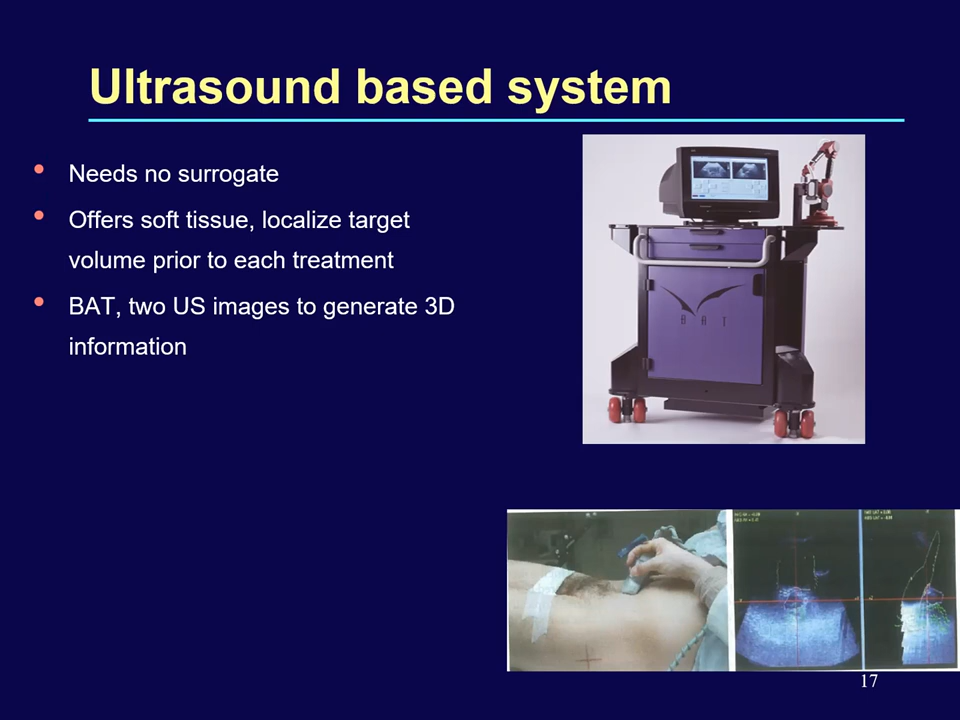 Ultrasound based system
• Needs no surrogate
• Offers soft tissue, localize target
volume prior to each treatment
• BAT, two US images to generate 3D
information
B A T
17